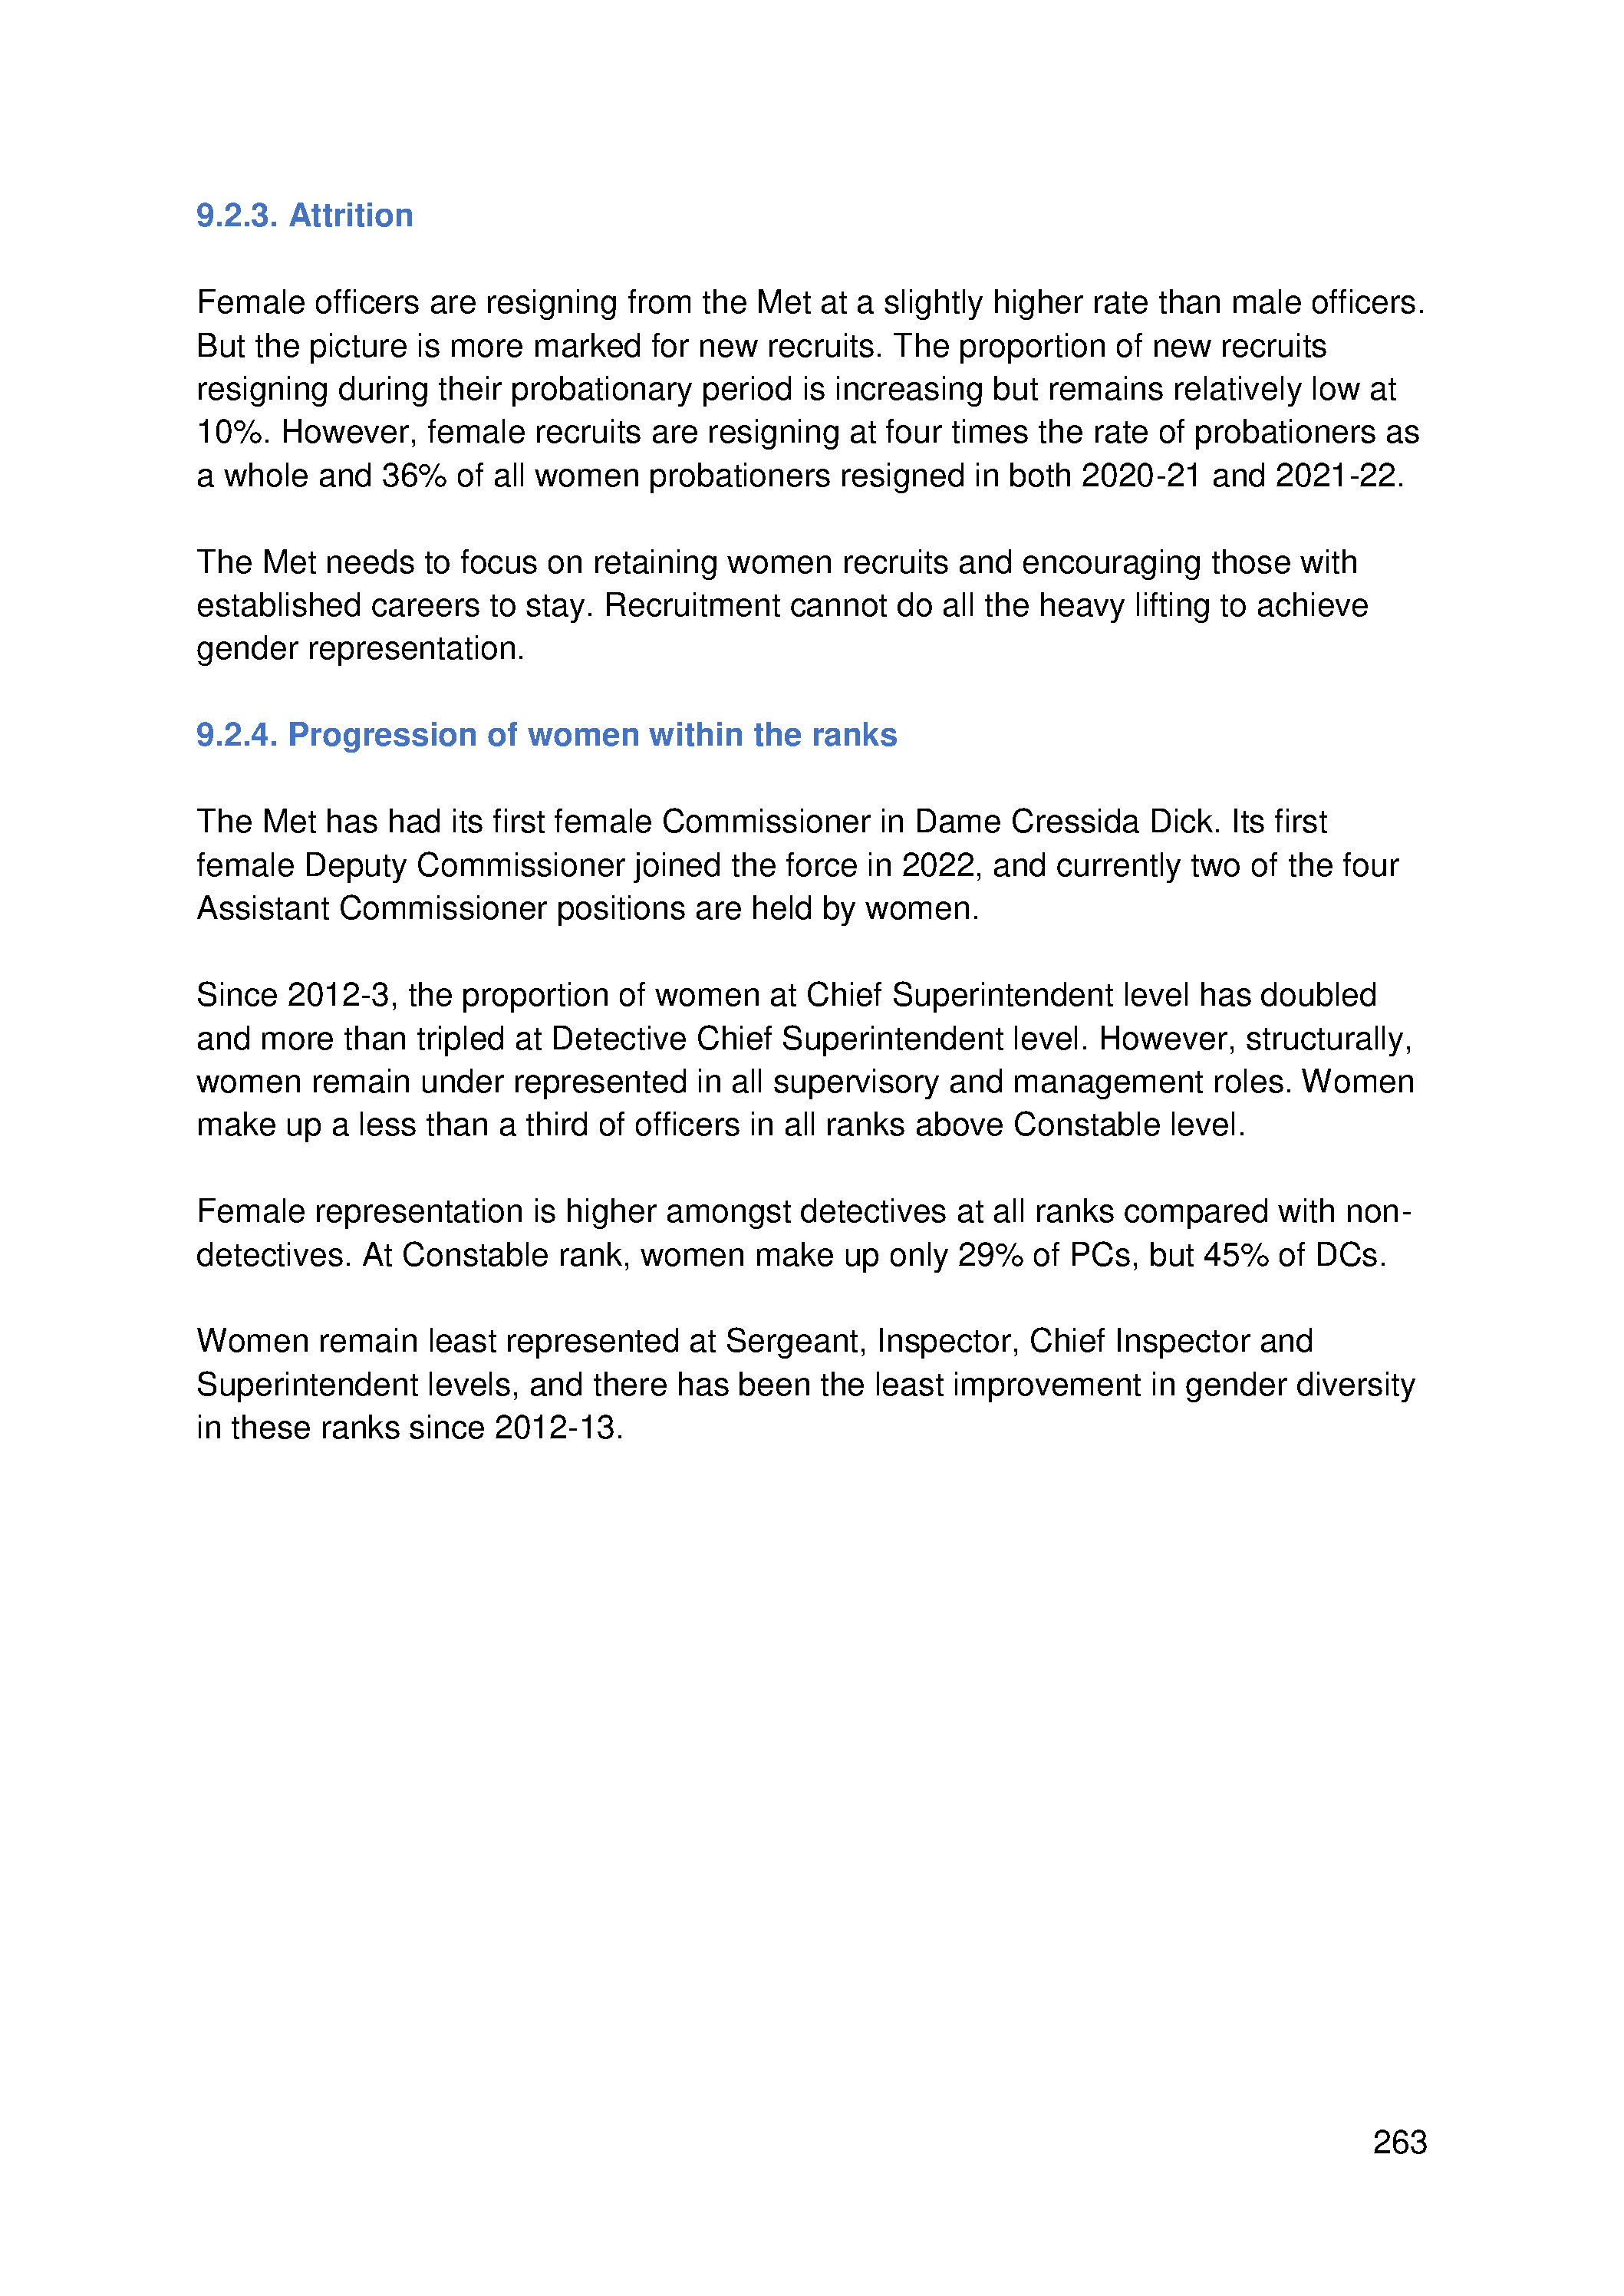 9.2.3. Attrition
Female officers are resigning from the Met at a slightly higher rate than male officers.
But the picture is more marked for new recruits. The proportion of new recruits
resigning during their probationary period is increasing but remains relatively low at
10%. However, female recruits are resigning at four times the rate of probationers as
a whole and 36% of all women probationers resigned in both 2020-21 and 2021-22.
The Met needs to focus on retaining women recruits and encouraging those with
established careers to stay. Recruitment cannot do all the heavy lifting to achieve
gender representation.
9.2.4. Progression of women within the ranks
The Met has had its first female Commissioner in Dame Cressida Dick. Its first
female Deputy Commissioner joined the force in 2022, and currently two of the four
Assistant Commissioner positions are held by women.
Since 2012-3, the proportion of women at Chief Superintendent level has doubled
and more than tripled at Detective Chief Superintendent level. However, structurally,
women remain under represented in all supervisory and management roles. Women
make up a less than a third of officers in all ranks above Constable level.
Female representation is higher amongst detectives at all ranks compared with non-
detectives. At Constable rank, women make up only 29% of PCs, but 45% of DCs.
Women remain least represented at Sergeant, Inspector, Chief Inspector and
Superintendent levels, and there has been the least improvement in gender diversity
in these ranks since 2012-13.
263